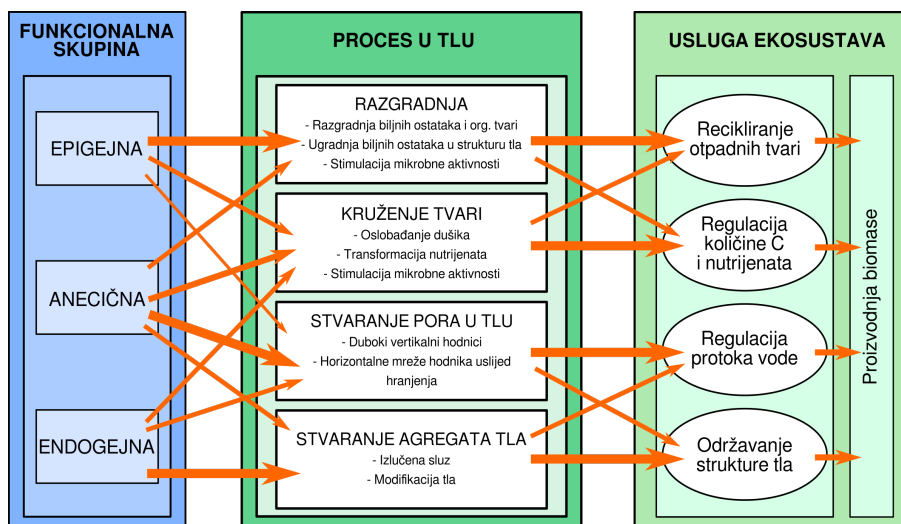 FUNKCIONALNA
SKUPINA
EPIGEJNA
ANECIČNA
ENDOGEJNA
PROCES U TLU
RAZGRADNJA
- Razgradnja biljnih ostataka i org. tvari
- Ugradnja biljnih ostataka u strukturu tla
- Stimulacija mikrobne aktivnosti
KRUŽENJE TVARI
- Oslobađanje dušika
- Transformacija nutrijenata
- Stimulacija mikrobne aktivnosti
STVARANJE PORA U TLU
- Duboki vertikalni hodnici
- Horizontalne mreže hodnika uslijed
hranjenja
STVARANJE AGREGATA TLA
- Izlučena sluz
- Modifikacija tla
USLUGA EKOSUSTAVA
Recikliranje
otpadnih tvari
Regulacija
količine C
i nutrijenata
Regulacija
protoka vode
Održavanje
strukture tla
Proizvodnja biomase